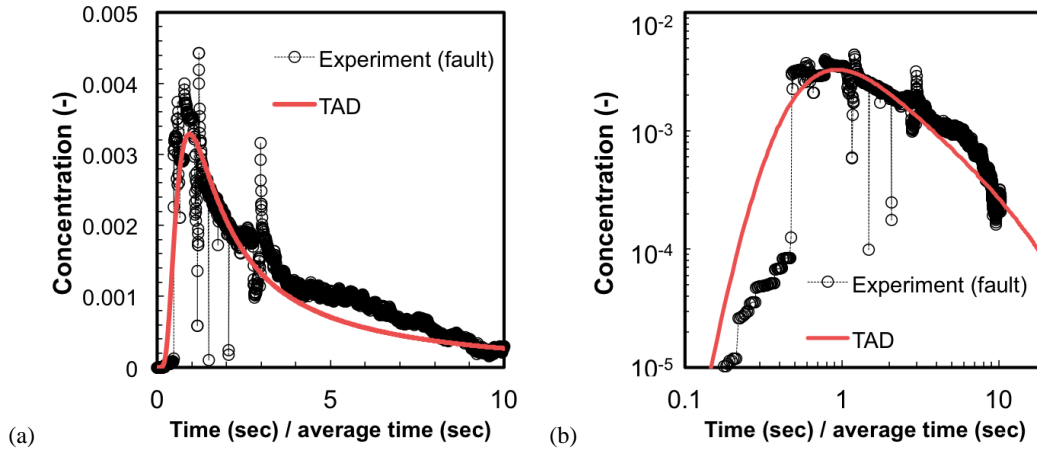 0.005
0.004
0.003
0.002
0.001
0
0
5
10
Concentration (-)
Time (sec) / average time (sec)
Experiment (fault)
TAD
(a)
10-2
10-3
10-4
10-5
0.1
1
10
Concentration (-)
Time (sec) / average time (sec)
Experiment (fault)
TAD
(b)